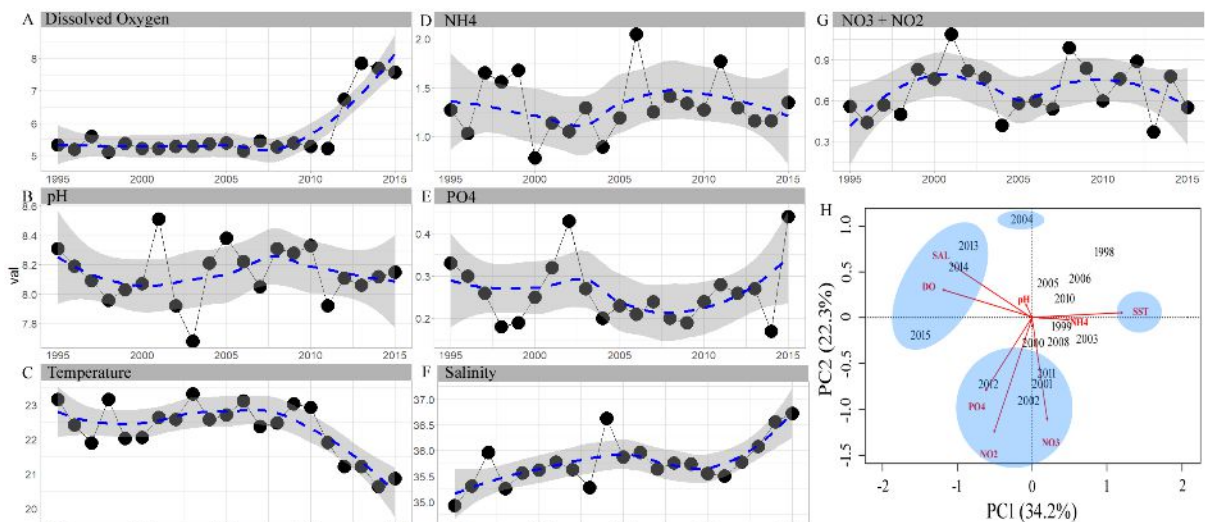 A Dissolved Oxygen
8
7
6
5
1995 2000 2005 2010 2015
B pH
val
8.6
8.4
8.2
8.0
7.8
1995 2000 2005 2010 2015
C Temperature
23
22
21
20
D NH4
2.0
1.5
1.0
1995 2000 2005 2010 2015
E PO4
0.4
0.3
0.2
1995 2000 2005 2010 2015
F Salinity
37.0
36.5
36.0
35.5
35.0
G NO3 + NO2
0.9
0.6
0.3
1995 2000 2005 2010 2015
H
PC2 (22.3%)
1.0
0.5
0
-0.5
-1.0
-1.5
2004
2013
SAL
2014
DO
2015
1998
2006
2005
2010
pH
SST
NH4
1999
2000 2008 2003
2011
2012 2001
PO4
2002
NO3
NO2
-2 -1 0 1 2
PC1 (34.2%)